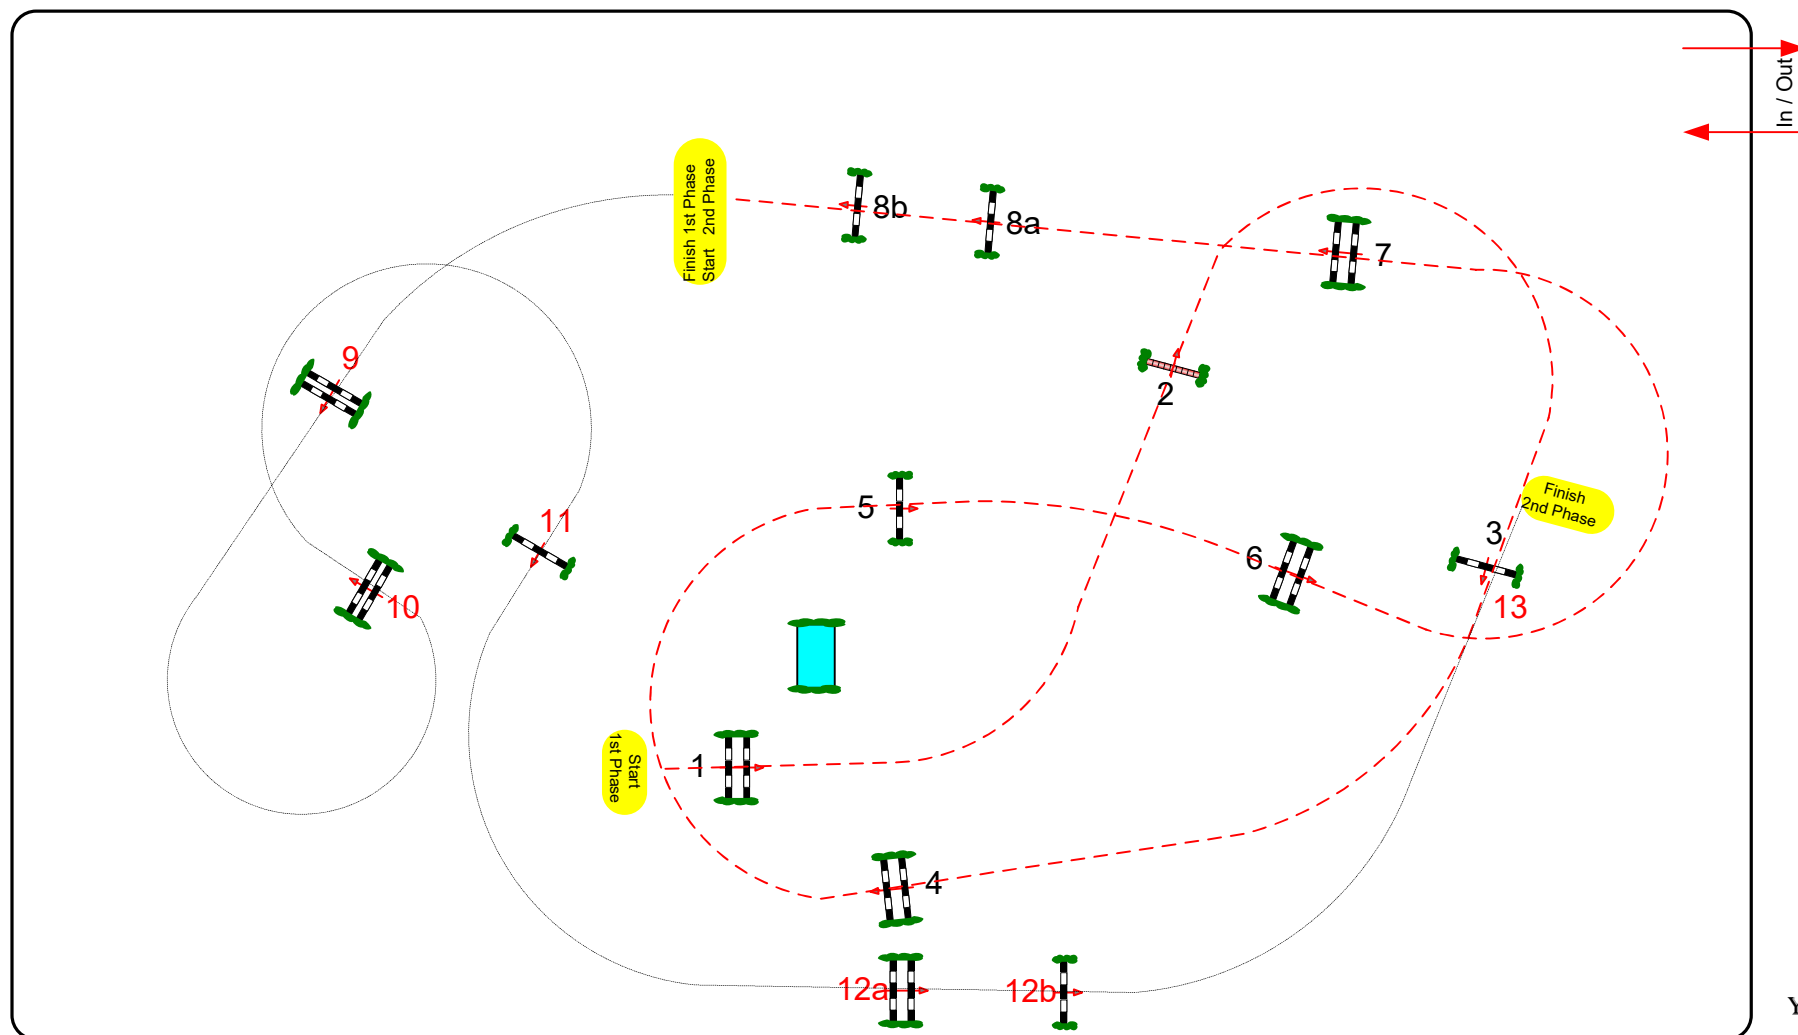 In / Out
Finish 1st Phase
Start 2nd Phase
8b
8a
7
9
2
5
11
Finish
2nd Phase
3
6
10
13
1
Start
1st Phase
4
12a
12b
Y